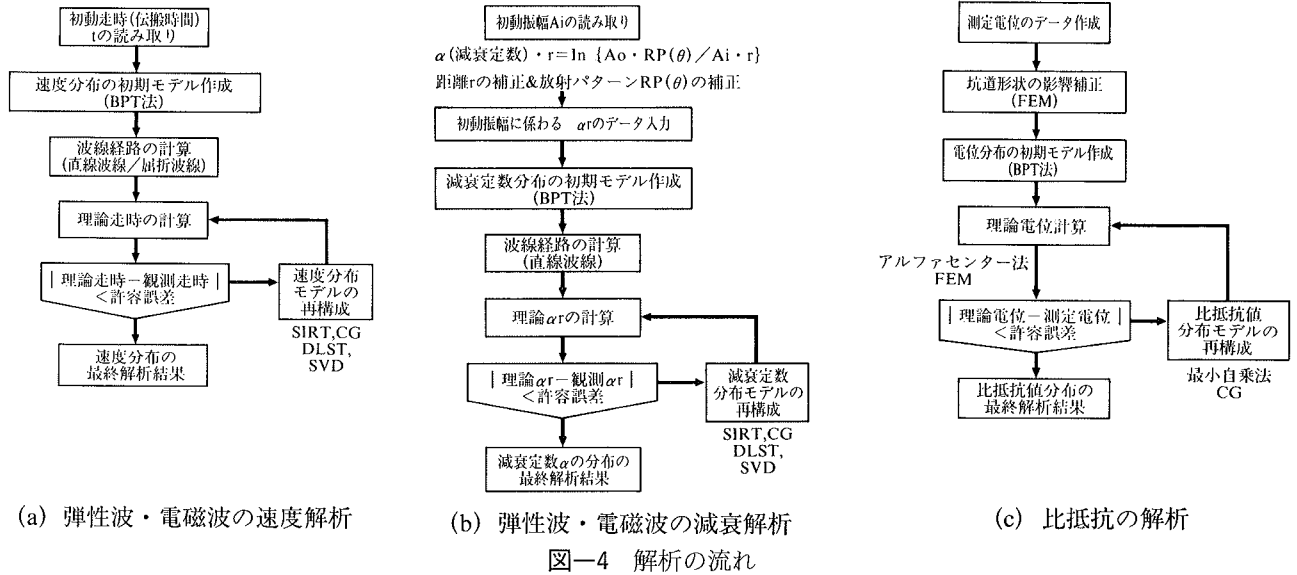 初動走時(伝搬時間)
tの読み取り
速度分布の初期モデル作成
(BPT法)
波線経路の計算
(直線波線/屈折波線)
理論走時の計算
|理論走時-観測走時|
<許容誤差
速度分布
モデルの
再構成
SIRT,CG
DLST,
SVD
速度分布の
最終解析結果
(a) 弾性波・電磁波の速度解析
初動振幅Aiの読み取り
α(減衰定数)・r=ln {Ao・RP(θ)/Ai・r}
距離rの補正&放射パターンRP(θ)の補正
初動振幅に係わる αrのデータ入力
減衰定数分布の初期モデル作成
(BPT法)
波線経路の計算
(直線波線)
理論αrの計算
|理論αr-観測αr|
<許容誤差
減衰定数
分布モデルの
再構成
SIRT,CG
DLST,
SVD
減衰定数αの分布の
最終解析結果
(b) 弾性波・電磁波の減衰解析
測定電位のデータ作成
坑道形状の影響補正
(FEM)
電位分布の初期モデル作成
(BPT法)
理論電位計算
アルファセンター法
FEM
|理論電位-測定電位|
<許容誤差
比抵抗値
分布モデルの
再構成
最小自乗法
CG
比抵抗値分布の
最終解析結果
(c) 比抵抗の解析
図-4 解析の流れ